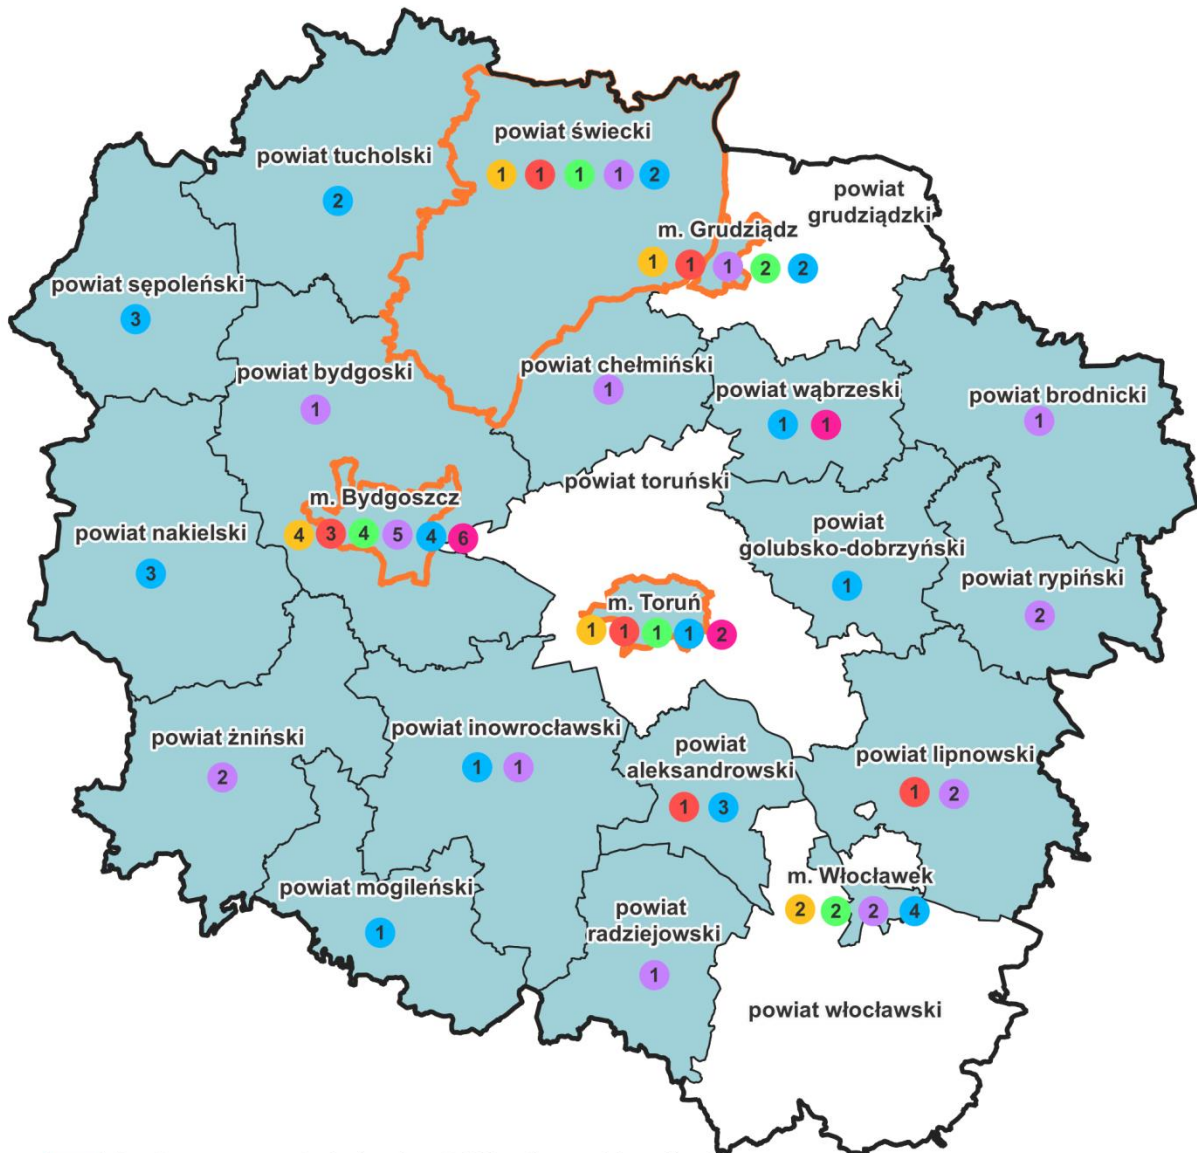 powiat świecki
1 1 1 1 2
powiat tucholski
2
powiat
grudziądzki
m. Grudziądz
1 1 1 2 2
powiat sępoleński
3
powiat bydgoski
1
powiat chełmiński
1
powiat wąbrzeski
1 1
powiat brodnicki
1
powiat toruński
m. Bydgoszcz
4 3 4 5 4 6
powiat nakielski
3
powiat
golubsko-dobrzyński
1
powiat rypiński
2
m. Toruń
1 1 1 1 2
powiat żniński
2
powiat inowrocławski
1 1
powiat
aleksandrowski
1 3
powiat lipnowski
1 2
m. Włocławek
2 2 2 4
powiat mogileński
1
powiat
radziejowski
1
powiat włocławski